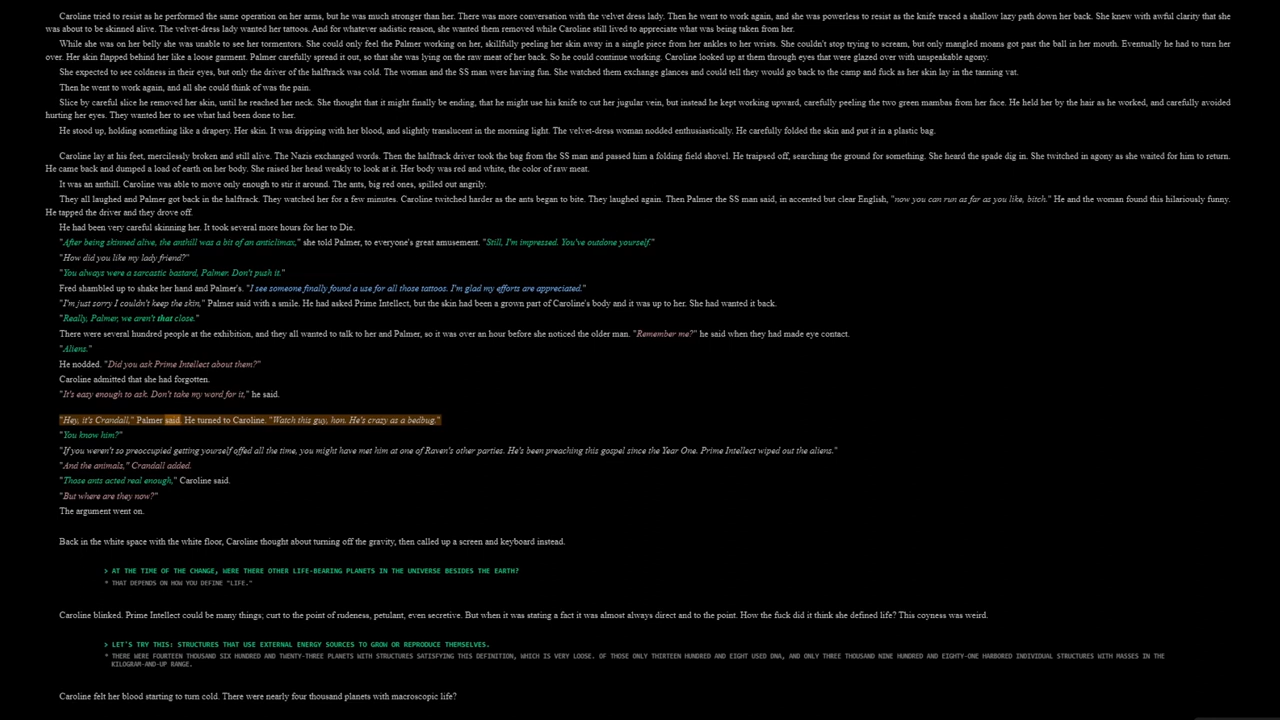 Caroline tried to resist as he performed the same operation on her arms, but he was much stronger than her. There was more conversation with the velvet dress lady. Then he went to work again, and she was powerless to resist as the knife traced a shallow lazy path down her back. She knew with awful clarity that she
was about to be skinned alive. The velvet-dress lady wanted her tattoos. And for whatever sadistic reason, she wanted them removed while Caroline still lived to appreciate what was being taken from her.
While she was on her belly she was unable to see her tormentors. She could only feel the Palmer working on her, skillfully peeling her skin away in a single piece from her ankles to her wrists. She couldn't stop trying to scream, but only mangled moans got past the ball in her mouth. Eventually he had to turn her
over. Her skin flapped behind her like a loose garment. Palmer carefully spread it out, so that she was lying on the raw meat of her back. So he could continue working. Caroline looked up at them through eyes that were glazed over with unspeakable agony.
She expected to see coldness in their eyes, but only the driver of the halftrack was cold. The woman and the SS man were having fun. She watched them exchange glances and could tell they would go back to the camp and fuck as her skin lay in the tanning vat.
Then he went to work again, and all she could think of was the pain.
Slice by careful slice he removed her skin, until he reached her neck. She thought that it might finally be ending, that he might use his knife to cut her jugular vein, but instead he kept working upward, carefully peeling the two green mambas from her face. He held her by the hair as he worked, and carefully avoided
hurting her eyes. They wanted her to see what had been done to her.
He stood up, holding something like a drapery. Her skin. It was dripping with her blood, and slightly translucent in the morning light. The velvet-dress woman nodded enthusiastically. He carefully folded the skin and put it in a plastic bag.
Caroline lay at his feet, mercilessly broken and still alive. The Nazis exchanged words. Then the halftrack driver took the bag from the SS man and passed him a folding field shovel. He traipsed off, searching the ground for something. She heard the spade dig in. She twitched in agony as she waited for him to return.
He came back and dumped a load of earth on her body. She raised her head weakly to look at it. Her body was red and white, the color of raw meat.
It was an anthill. Caroline was able to move only enough to stir it around. The ants, big red ones, spilled out angrily.
They all laughed and Palmer got back in the halftrack. They watched her for a few minutes. Caroline twitched harder as the ants began to bite. They laughed again. Then Palmer the SS man said, in accented but clear English, "now you can run as far as you like, bitch." He and the woman found this hilariously funny.
He tapped the driver and they drove off.
He had been very careful skinning her. It took several more hours for her to Die.
"After being skinned alive, the anthill was a bit of an anticlimax," she told Palmer, to everyone's great amusement. "Still, I'm impressed. You've outdone yourself."
"How did you like my lady friend?"
"You always were a sarcastic bastard, Palmer. Don't push it."
Fred shambled up to shake her hand and Palmer's. "I see someone finally found a use for all those tattoos. I'm glad my efforts are appreciated."
"I'm just sorry I couldn't keep the skin," Palmer said with a smile. He had asked Prime Intellect, but the skin had been a grown part of Caroline's body and it was up to her. She had wanted it back.
"Really, Palmer, we aren't that close."
There were several hundred people at the exhibition, and they all wanted to talk to her and Palmer, so it was over an hour before she noticed the older man. "Remember me?" he said when they had made eye contact.
"Aliens."
He nodded. "Did you ask Prime Intellect about them?"
Caroline admitted that she had forgotten.
"It's easy enough to ask. Don't take my word for it," he said.
"Hey, it's Crandall," Palmer said. He turned to Caroline. "Watch this guy, hon. He's crazy as a bedbug."
"You know him?"
"If you weren't so preoccupied getting yourself offed all the time, you might have met him at one of Raven's other parties. He's been preaching this gospel since the Year One. Prime Intellect wiped out the aliens."
"And the animals," Crandall added.
"Those ants acted real enough," Caroline said.
"But where are they now?"
The argument went on.
Back in the white space with the white floor, Caroline thought about turning off the gravity, then called up a screen and keyboard instead.
> AT THE TIME OF THE CHANGE, WERE THERE OTHER LIFE-BEARING PLANETS IN THE UNIVERSE BESIDES THE EARTH?
* THAT DEPENDS ON HOW YOU DEFINE "LIFE."
Caroline blinked. Prime Intellect could be many things; curt to the point of rudeness, petulant, even secretive. But when it was stating a fact it was almost always direct and to the point. How the fuck did it think she defined life? This coyness was weird.
> LET'S TRY THIS: STRUCTURES THAT USE EXTERNAL ENERGY SOURCES TO GROW OR REPRODUCE THEMSELVES.
* THERE WERE FOURTEEN THOUSAND SIX HUNDRED AND TWENTY-THREE PLANETS WITH STRUCTURES SATISFYING THIS DEFINITION, WHICH IS VERY LOOSE. OF THOSE ONLY THIRTEEN HUNDRED AND EIGHT USED DNA, AND ONLY THREE THOUSAND NINE HUNDRED AND EIGHTY-ONE HARBORED INDIVIDUAL STRUCTURES WITH MASSES IN THE
KILOGRAM-AND-UP RANGE.
Caroline felt her blood starting to turn cold. There were nearly four thousand planets with macroscopic life?